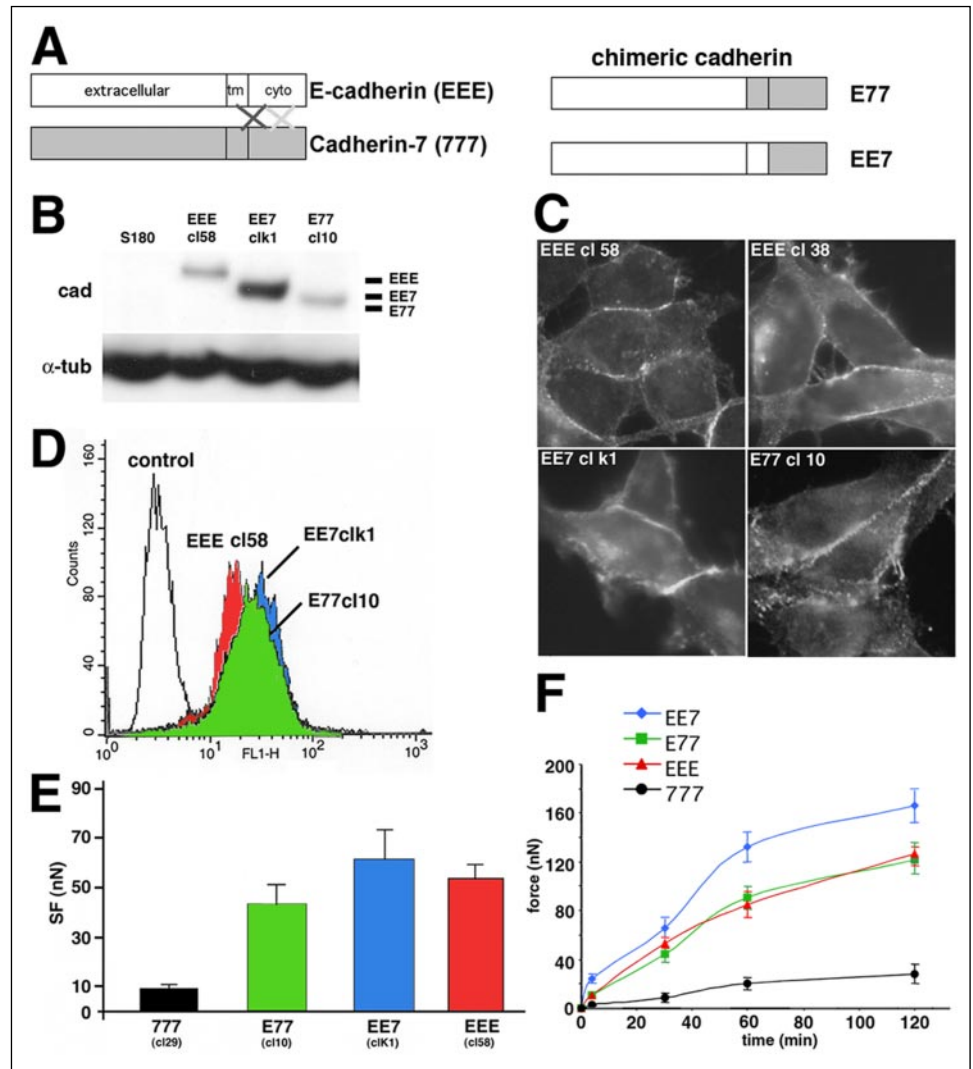 A
extracellular tm cyto E-cadherin (EEE)
Cadherin-7 (777)
chimeric cadherin
E77
EE7
B
S180 EEE cl58 EE7 clk1 E77 cl10
cad
EEE
EE7
E77
α-tub
C
EEE cl 58
EEE cl 38
EE7 cl k1
E77 cl 10
D
control
EEE cl58
EE7clk1
E77cl10
Counts
160
120
80
40
0
10⁰ 10¹ FL1-H 10² 10³
E
SF (nN)
90
70
50
30
10
0
777 E77 EE7 EEE
(cl29) (cl10) (clK1) (cl58)
F
EE7
E77
EEE
777
force (nN)
200
160
120
80
40
0
0 20 40 60 80 100 120
time (min)